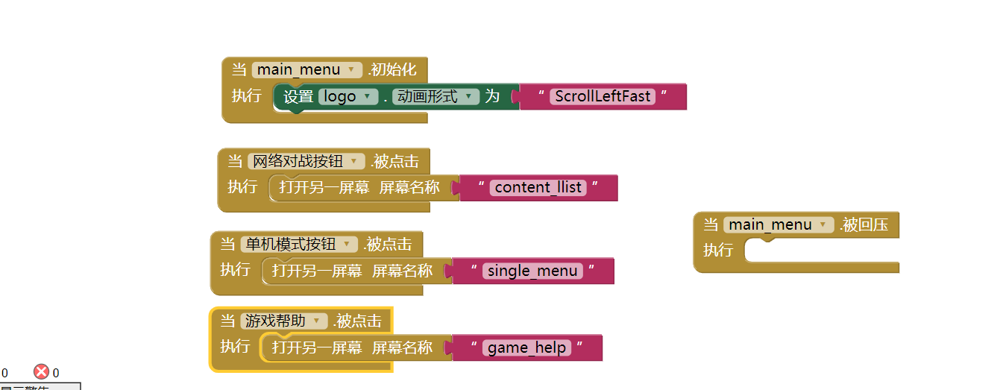 当 main_menu .初始化
执行 设置 logo . 动画形式 为 “ ScrollLeftFast ”
当 网络对战按钮 .被点击
执行 打开另一屏幕 屏幕名称 “ content_llist ”
当 main_menu .被回压
执行
当 单机模式按钮 .被点击
执行 打开另一屏幕 屏幕名称 “ single_menu ”
当 游戏帮助 .被点击
执行 打开另一屏幕 屏幕名称 “ game_help ”
0 0
显示警告